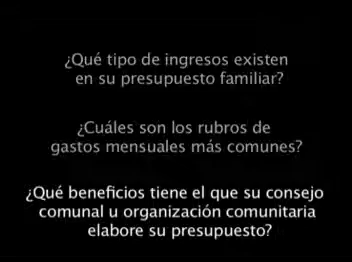 ¿Qué tipo de ingresos existen
en su presupuesto familiar?
¿Cuáles son los rubros de
gastos mensuales más comunes?
¿Qué beneficios tiene el que su consejo
comunal u organización comunitaria
elabore su presupuesto?